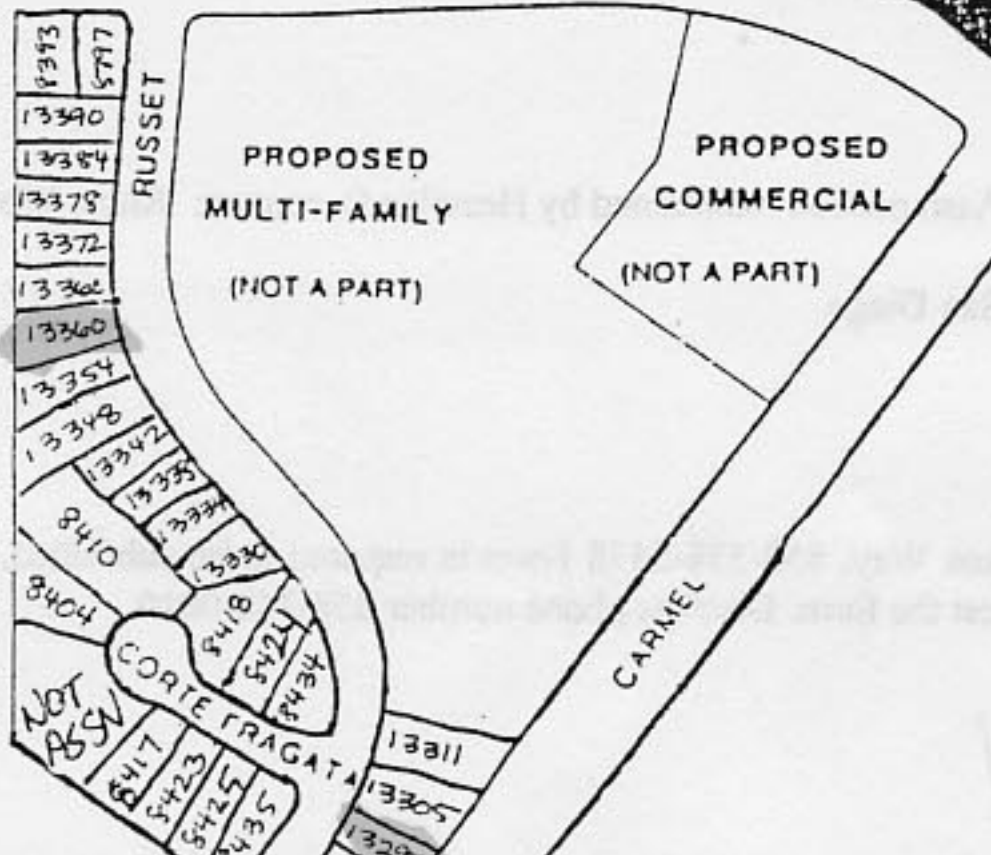 8393
5797
13390
13384
13378
13372
13360
13354
13348
13342
13334
13330
8410
8404
8418
8424
8434
RUSSET
PROPOSED
MULTI-FAMILY
(NOT A PART)
PROPOSED
COMMERCIAL
(NOT A PART)
CARMEL
CORTE FRAGATA
NOT
ASSN
8417
8423
8425
8435
13311
13305